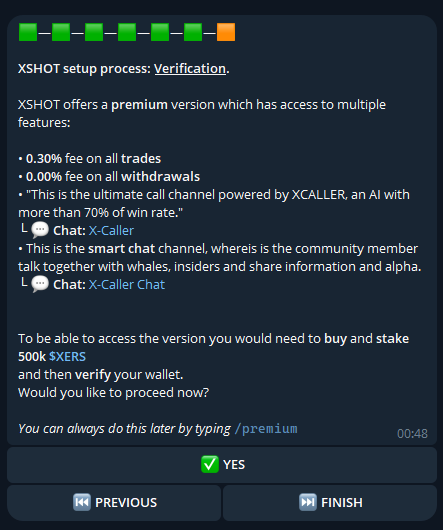 XSHOT setup process: Verification.
XSHOT offers a premium version which has access to multiple
features:
• 0.30% fee on all trades
• 0.00% fee on all withdrawals
• "This is the ultimate call channel powered by XCALLER, an AI with
more than 70% of win rate."
└ 💬 Chat: X-Caller
• This is the smart chat channel, whereis is the community member
talk together with whales, insiders and share information and alpha.
└ 💬 Chat: X-Caller Chat
To be able to access the version you would need to buy and stake
500k $XERS
and then verify your wallet.
Would you like to proceed now?
You can always do this later by typing /premium
00:48
✅ YES
⏮ PREVIOUS
⏭ FINISH